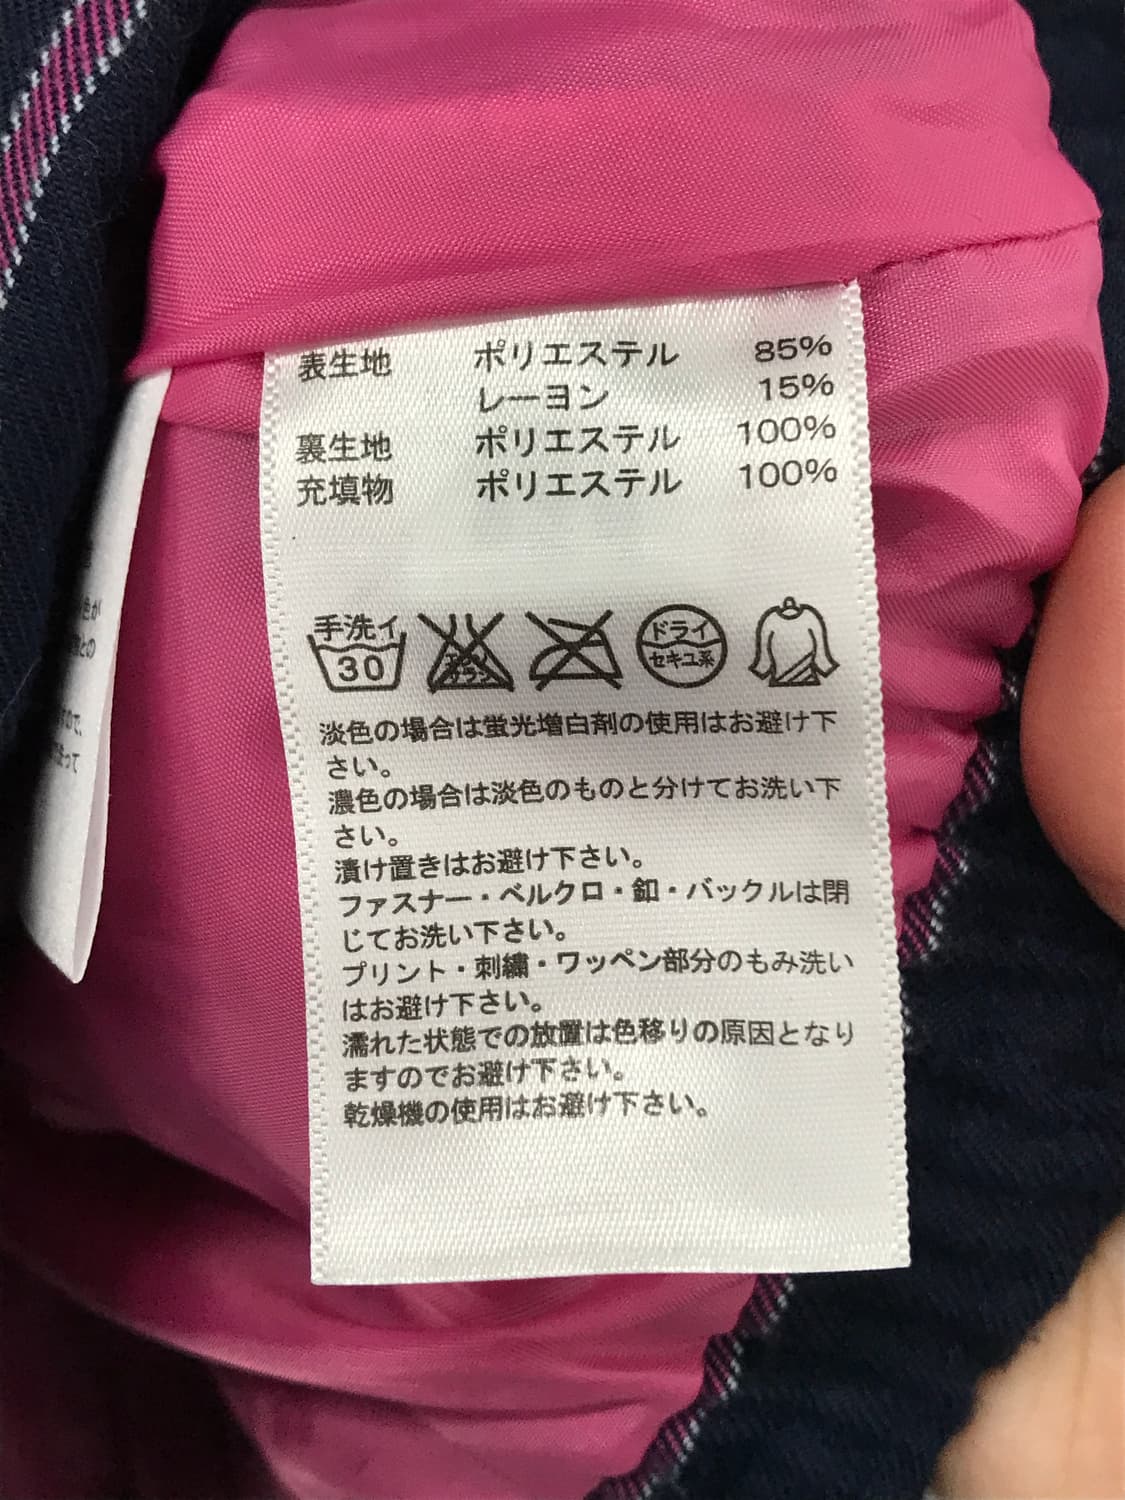 表生地 ポリエステル 85%
レーヨン 15%
裏生地 ポリエステル 100%
充填物 ポリエステル 100%
手洗イ
30
エンソ
サラシ
ドライ
セキユ系
淡色の場合は蛍光増白剤の使用はお避け下
さい。
濃色の場合は淡色のものと分けてお洗い下
さい。
漬け置きはお避け下さい。
ファスナー・ベルクロ・釦・バックルは閉
じてお洗い下さい。
プリント・刺繍・ワッペン部分のもみ洗い
はお避け下さい。
濡れた状態での放置は色移りの原因となり
ますのでお避け下さい。
乾燥機の使用はお避け下さい。